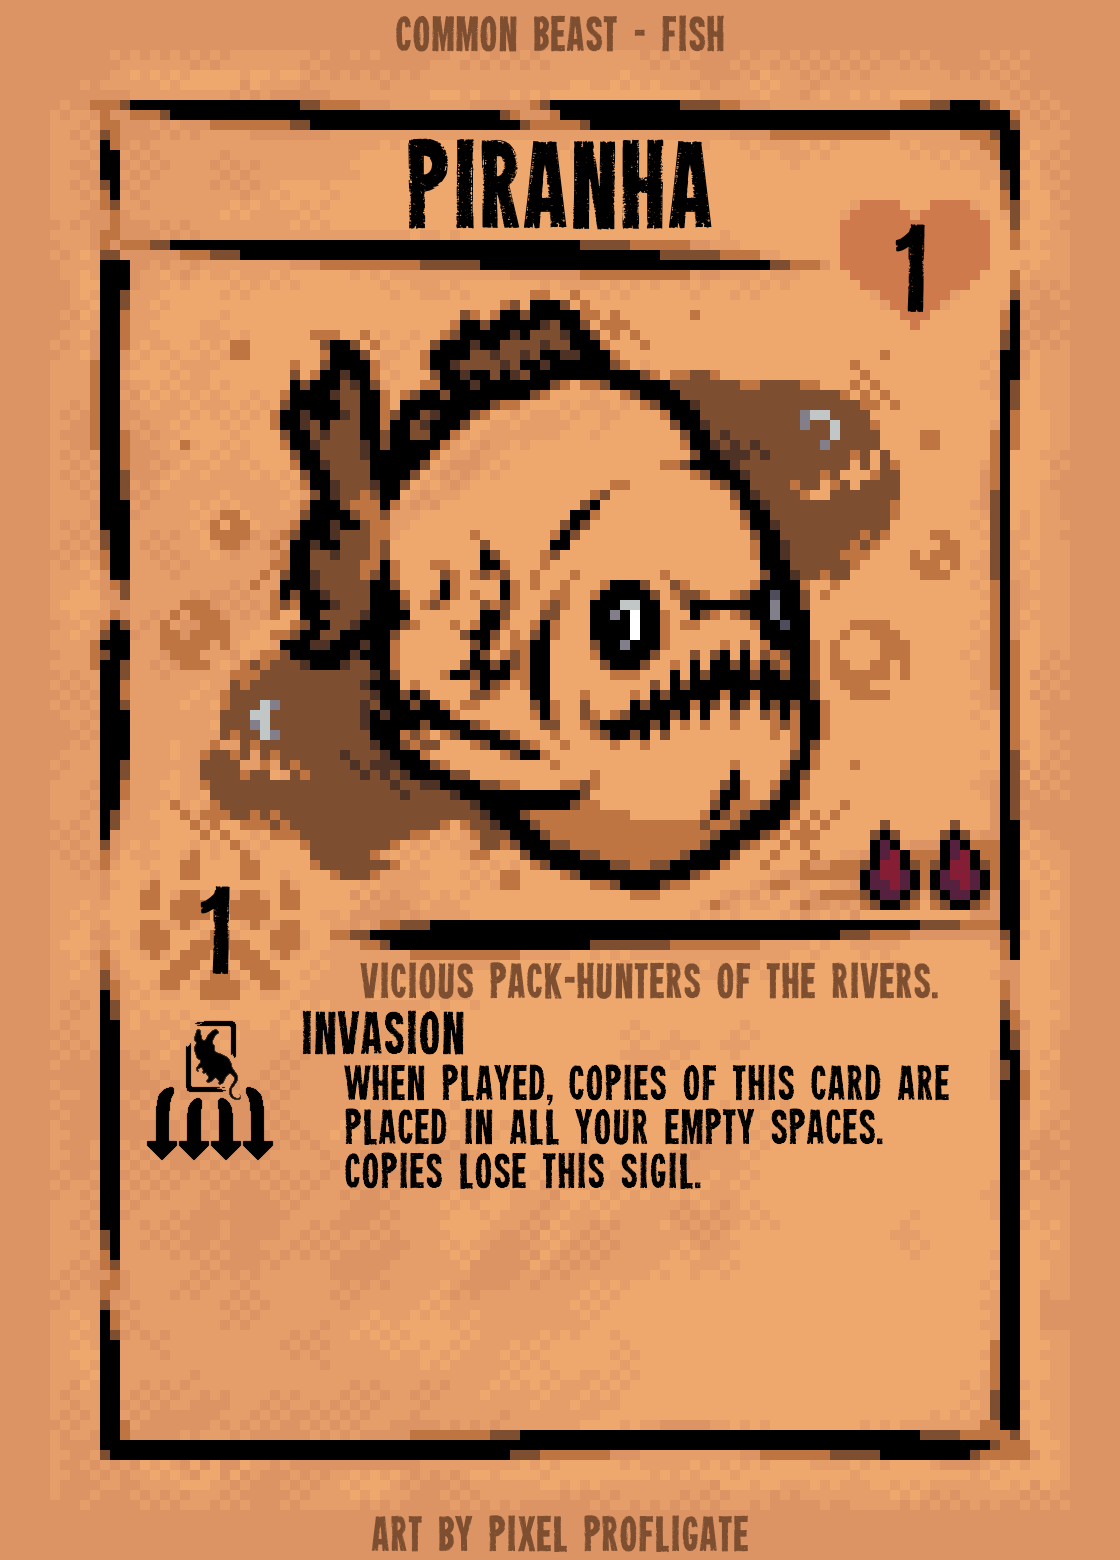 COMMON BEAST - FISH
PIRANHA
1
1
VICIOUS PACK-HUNTERS OF THE RIVERS.
INVASION
WHEN PLAYED, COPIES OF THIS CARD ARE
PLACED IN ALL YOUR EMPTY SPACES.
COPIES LOSE THIS SIGIL.
ART BY PIXEL PROFLIGATE